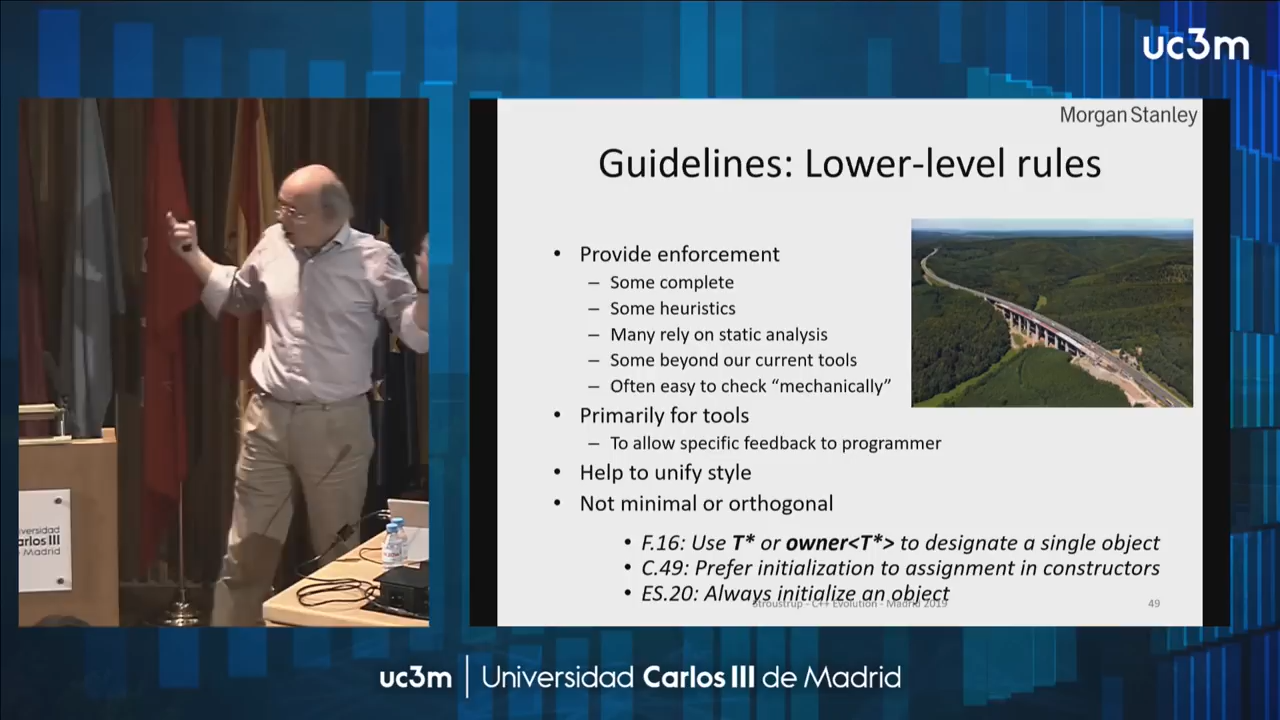 uc3m
Morgan Stanley
Guidelines: Lower-level rules
• Provide enforcement
– Some complete
– Some heuristics
– Many rely on static analysis
– Some beyond our current tools
– Often easy to check “mechanically”
• Primarily for tools
– To allow specific feedback to programmer
• Help to unify style
• Not minimal or orthogonal
• F.16: Use T* or owner<T*> to designate a single object
• C.49: Prefer initialization to assignment in constructors
• ES.20: Always initialize an object
Stroustrup - C++ Evolution - Madrid 2019
49
iversidad
arlos III
Madrid
uc3m | Universidad Carlos III de Madrid